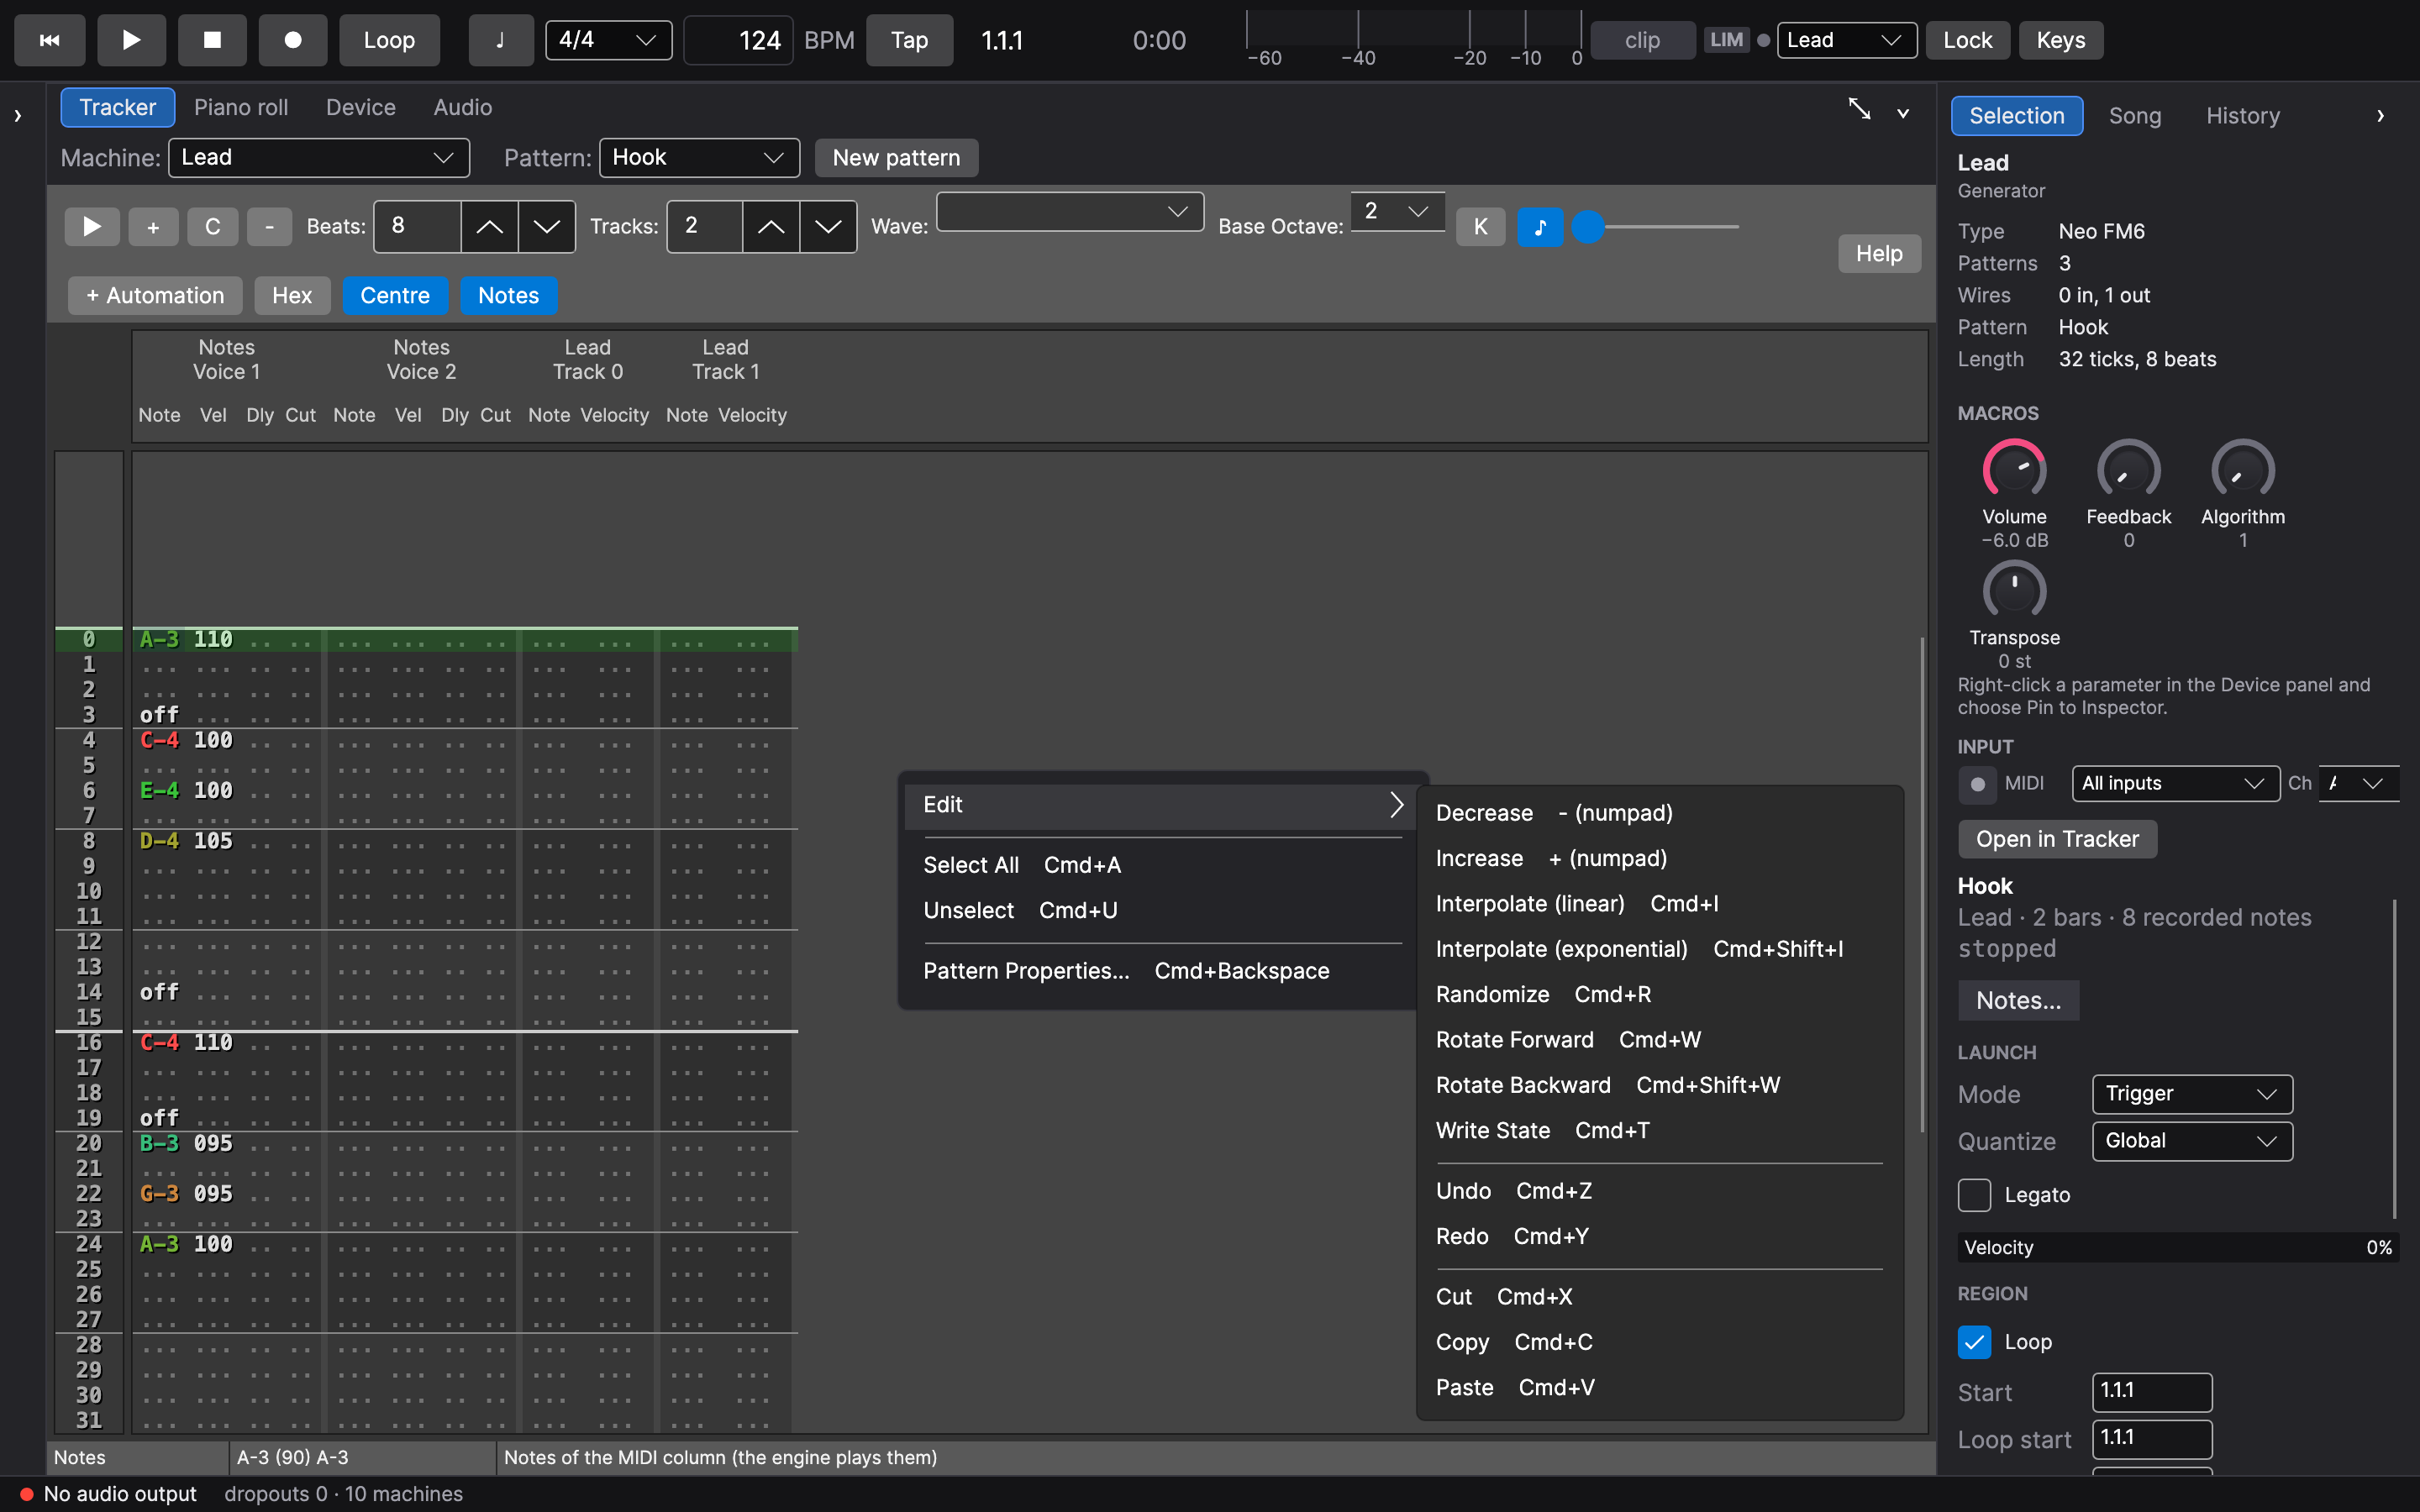 Loop 4/4 124 BPM Tap 1.1.1 0:00 −60 −40 −20 −10 0 clip LIM Lead Lock Keys
Tracker Piano roll Device Audio
Machine: Lead Pattern: Hook New pattern
+ C - Beats: 8 Tracks: 2 Wave: Base Octave: 2 K Help
+ Automation Hex Centre Notes
Notes Notes Lead Lead
Voice 1 Voice 2 Track 0 Track 1
Note Vel Dly Cut Note Vel Dly Cut Note Velocity Note Velocity
0 A-3 110
1
2
3 off
4 C-4 100
5
6 E-4 100
7
8 D-4 105
9
10
11
12
13
14 off
15
16 C-4 110
17
18
19 off
20 B-3 095
21
22 G-3 095
23
24 A-3 100
25
26
27
28
29
30
31
Edit
Select All Cmd+A
Unselect Cmd+U
Pattern Properties... Cmd+Backspace
Decrease - (numpad)
Increase + (numpad)
Interpolate (linear) Cmd+I
Interpolate (exponential) Cmd+Shift+I
Randomize Cmd+R
Rotate Forward Cmd+W
Rotate Backward Cmd+Shift+W
Write State Cmd+T
Undo Cmd+Z
Redo Cmd+Y
Cut Cmd+X
Copy Cmd+C
Paste Cmd+V
Selection Song History
Lead
Generator
Type Neo FM6
Patterns 3
Wires 0 in, 1 out
Pattern Hook
Length 32 ticks, 8 beats
MACROS
Volume Feedback Algorithm
−6.0 dB 0 1
Transpose
0 st
Right-click a parameter in the Device panel and
choose Pin to Inspector.
INPUT
MIDI All inputs Ch
Open in Tracker
Hook
Lead · 2 bars · 8 recorded notes
stopped
Notes...
LAUNCH
Mode Trigger
Quantize Global
Legato
Velocity 0%
REGION
Loop
Start 1.1.1
Loop start 1.1.1
Notes A-3 (90) A-3 Notes of the MIDI column (the engine plays them)
No audio output dropouts 0 · 10 machines